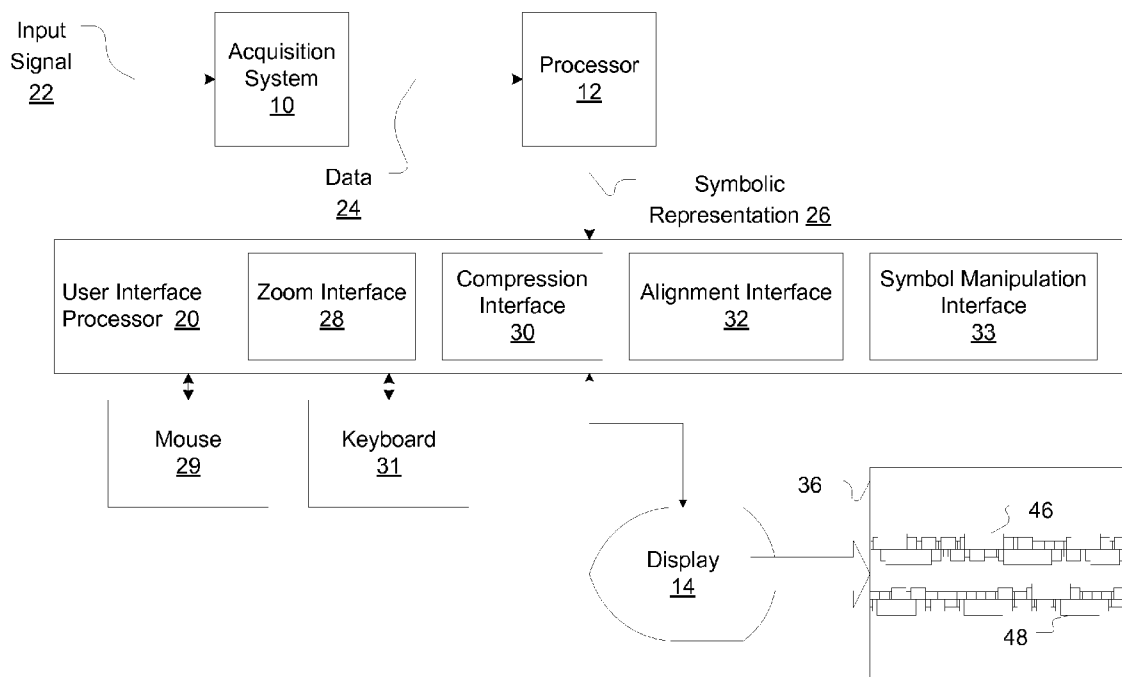 Input
Signal
22
Acquisition
System
10
Processor
12
Data
24
Symbolic
Representation 26
User Interface
Processor 20
Zoom Interface
28
Compression
Interface
30
Alignment Interface
32
Symbol Manipulation
Interface
33
Mouse
29
Keyboard
31
Display
14
36
46
48